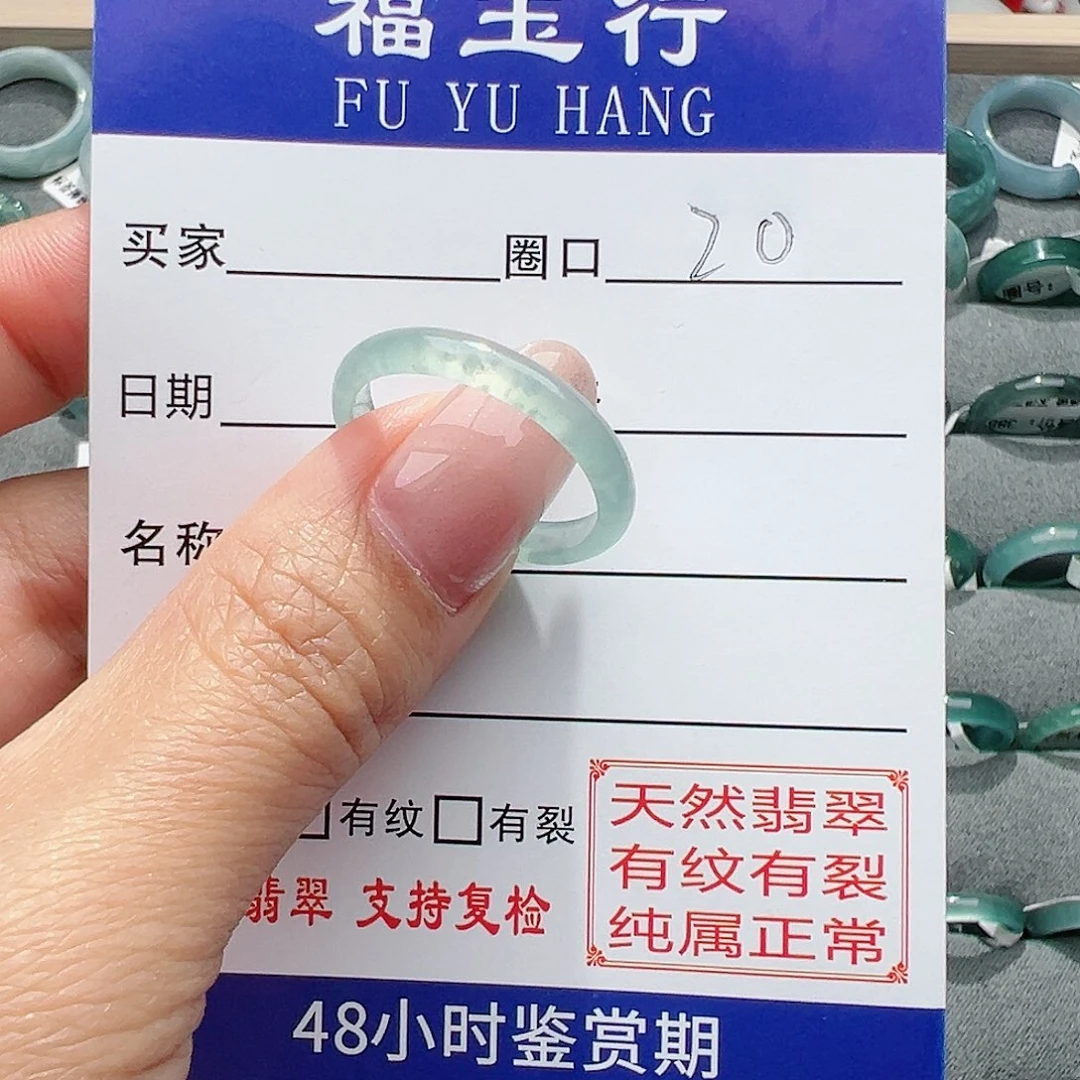 福玉行
FU YU HANG
买家 圈口 20
日期
名称
有纹 有裂
翡翠 支持复检
天然翡翠
有纹有裂
纯属正常
48小时鉴赏期